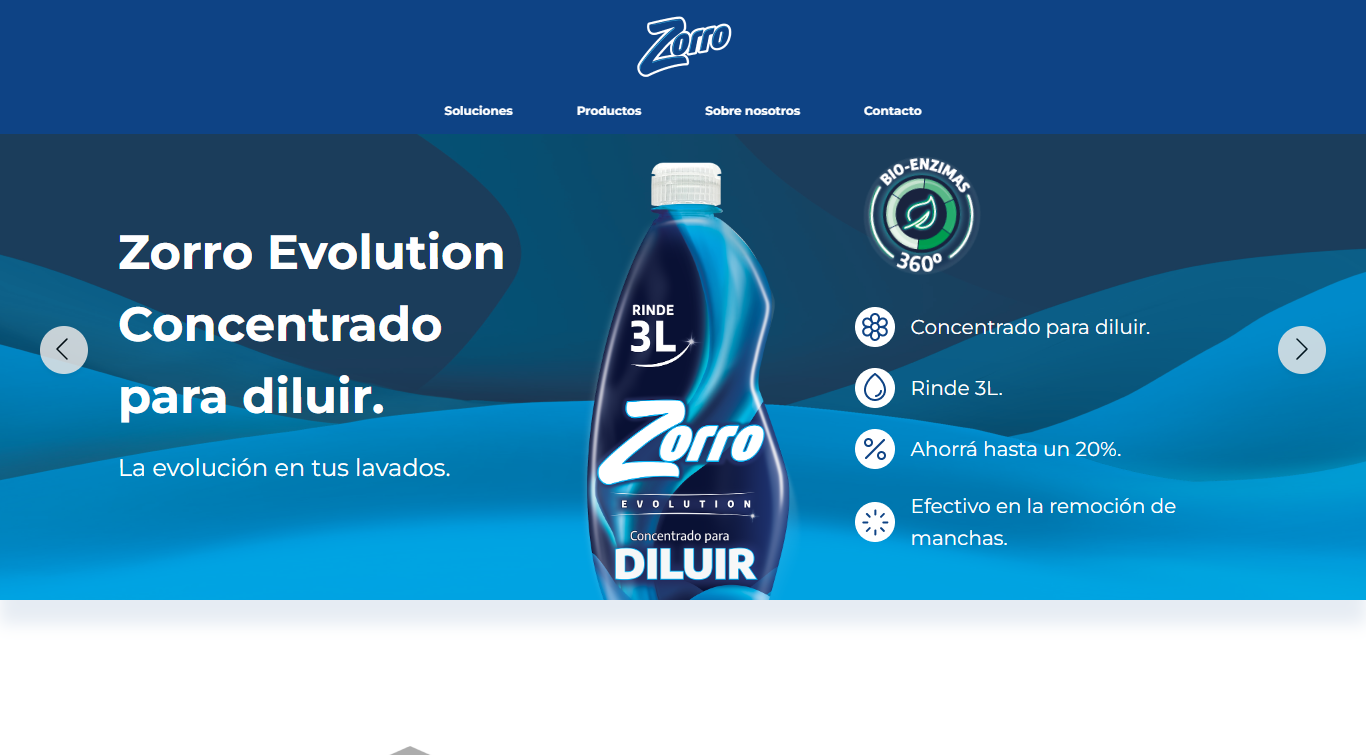 Zorro
Soluciones
Productos
Sobre nosotros
Contacto
Zorro Evolution
Concentrado
para diluir.
La evolución en tus lavados.
RINDE
3L
Zorro
EVOLUTION
Concentrado para
DILUIR
BIO-ENZIMAS
360º
Concentrado para diluir.
Rinde 3L.
Ahorrá hasta un 20%.
Efectivo en la remoción de
manchas.